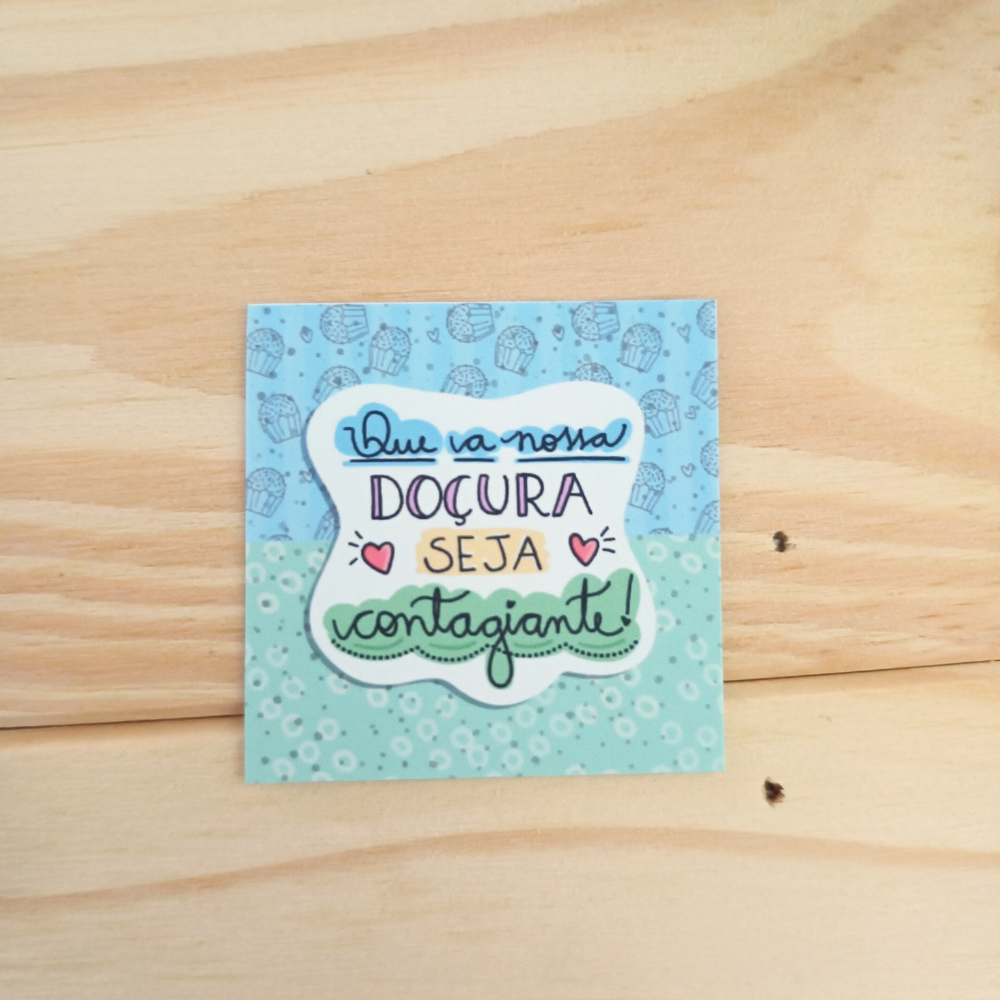 Que a nossa
DOÇURA
SEJA
contagiante!